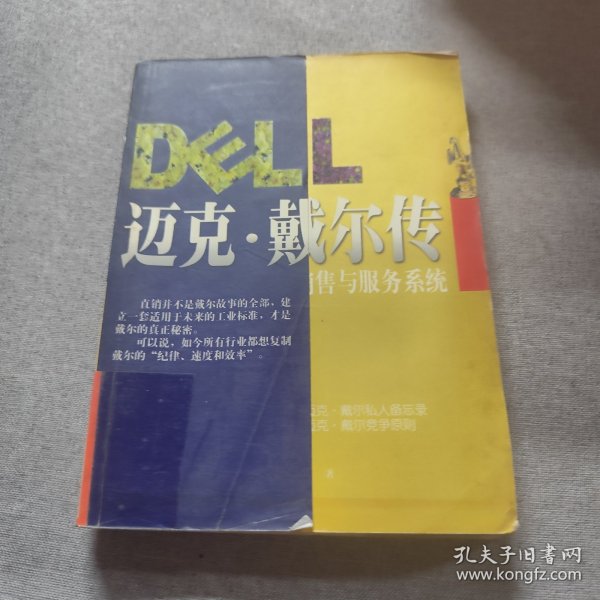 DELL
迈克·戴尔传
销售与服务系统
直销并不是戴尔故事的全部，建
立一套适用于未来的工业标准，才是
戴尔的真正秘密。
可以说，如今所有行业都想复制
戴尔的“纪律、速度和效率”。
迈克·戴尔私人备忘录
迈克·戴尔竞争原则
著
孔夫子旧书网
www.kongfz.com